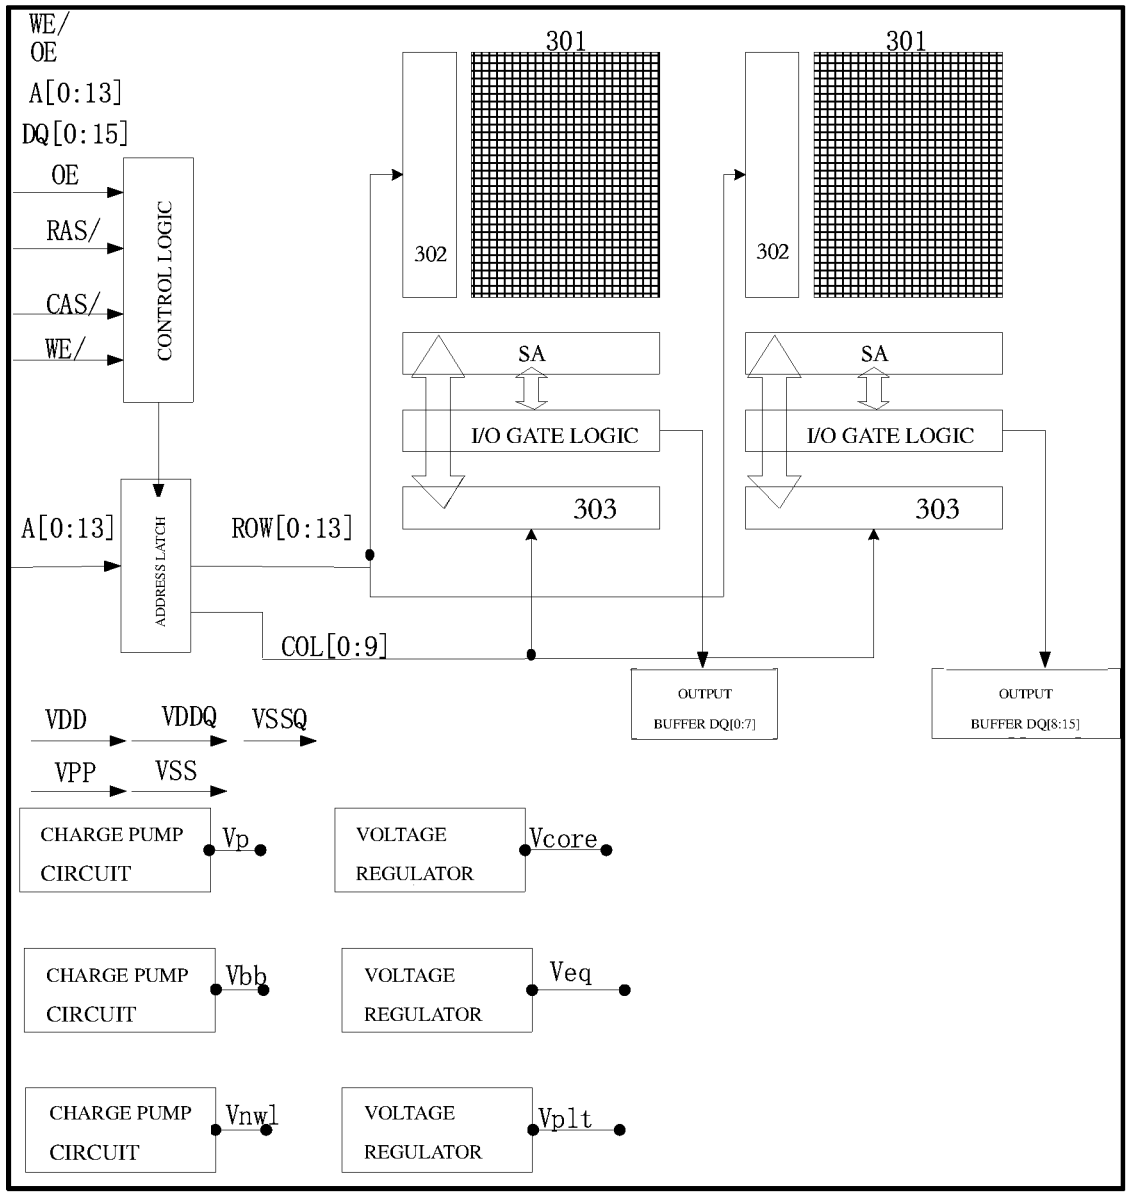 WE/
OE
A[0:13]
DQ[0:15]
OE
RAS/
CAS/
WE/
CONTROL LOGIC
301
302
SA
I/O GATE LOGIC
303
301
302
SA
I/O GATE LOGIC
303
A[0:13]
ADDRESS LATCH
ROW[0:13]
COL[0:9]
OUTPUT
BUFFER DQ[0:7]
OUTPUT
BUFFER DQ[8:15]
VDD
VDDQ
VSSQ
VPP
VSS
CHARGE PUMP
CIRCUIT
Vp
VOLTAGE
REGULATOR
Vcore
CHARGE PUMP
CIRCUIT
Vbb
VOLTAGE
REGULATOR
Veq
CHARGE PUMP
CIRCUIT
Vnwl
VOLTAGE
REGULATOR
Vplt